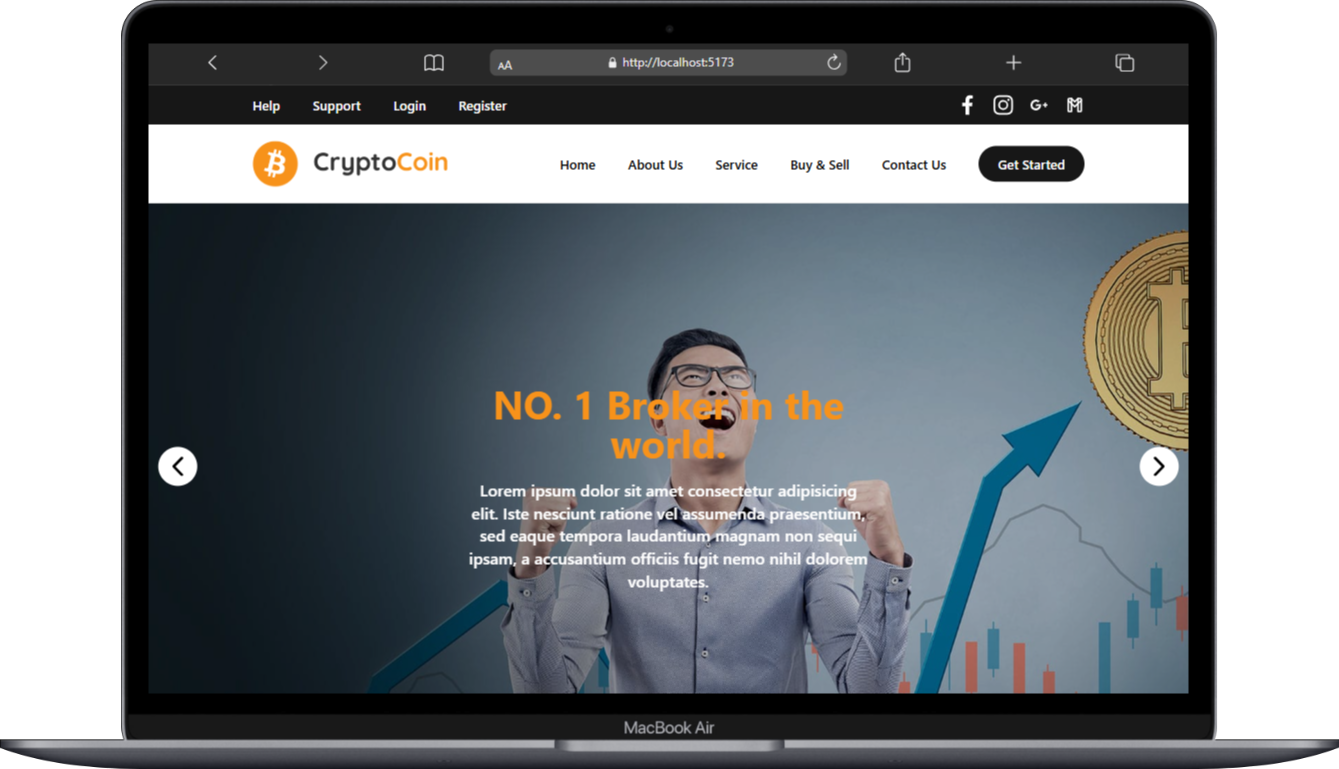 AA http://localhost:5173
Help Support Login Register G+
CryptoCoin Home About Us Service Buy & Sell Contact Us Get Started
NO. 1 Broker in the
world.
Lorem ipsum dolor sit amet consectetur adipisicing
elit. Iste nesciunt ratione vel assumenda praesentium,
sed eaque tempora laudantium magnam non sequi
ipsam, a accusantium officiis fugit nemo nihil dolorem
voluptates.
MacBook Air